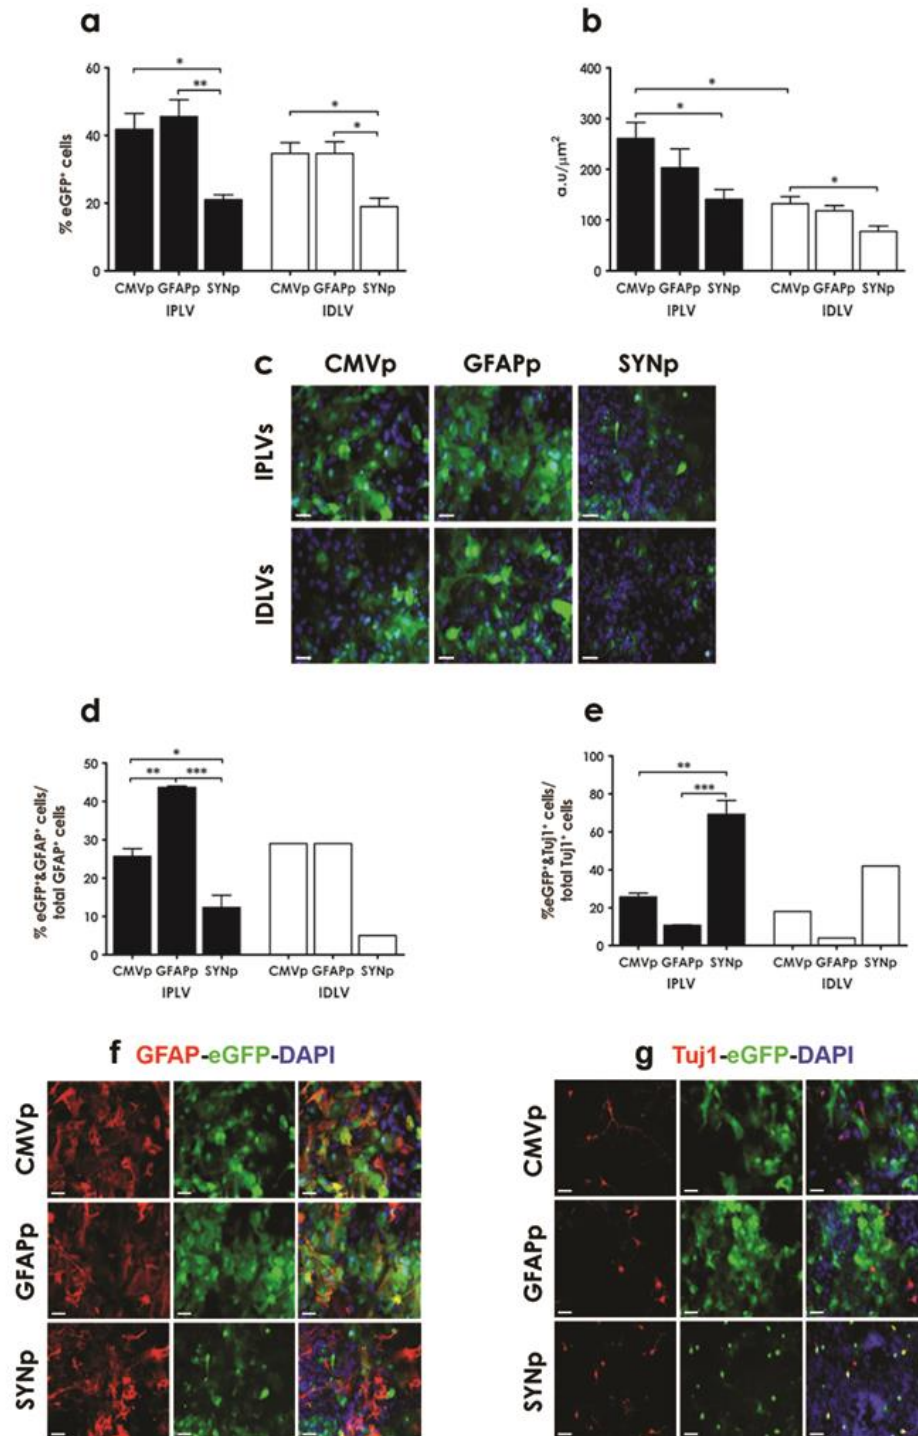 a
60
40
20
0
% eGFP⁺ cells
*
**
*
*
CMVp GFAPp SYNp
IPLV
CMVp GFAPp SYNp
IDLV
b
400
300
200
100
0
a.u/μm²
*
*
*
CMVp GFAPp SYNp
IPLV
CMVp GFAPp SYNp
IDLV
c
CMVp GFAPp SYNp
IPLVs
IDLVs
d
50
40
30
20
10
0
% eGFP⁺&GFAP⁺ cells/
total GFAP⁺ cells
*
**
***
CMVp GFAPp SYNp
IPLV
CMVp GFAPp SYNp
IDLV
e
100
80
60
40
20
0
%eGFP⁺&Tuj1⁺ cells/
total Tuj1⁺ cells
**
***
CMVp GFAPp SYNp
IPLV
CMVp GFAPp SYNp
IDLV
f GFAP-eGFP-DAPI
CMVp
GFAPp
SYNp
g Tuj1-eGFP-DAPI
CMVp
GFAPp
SYNp